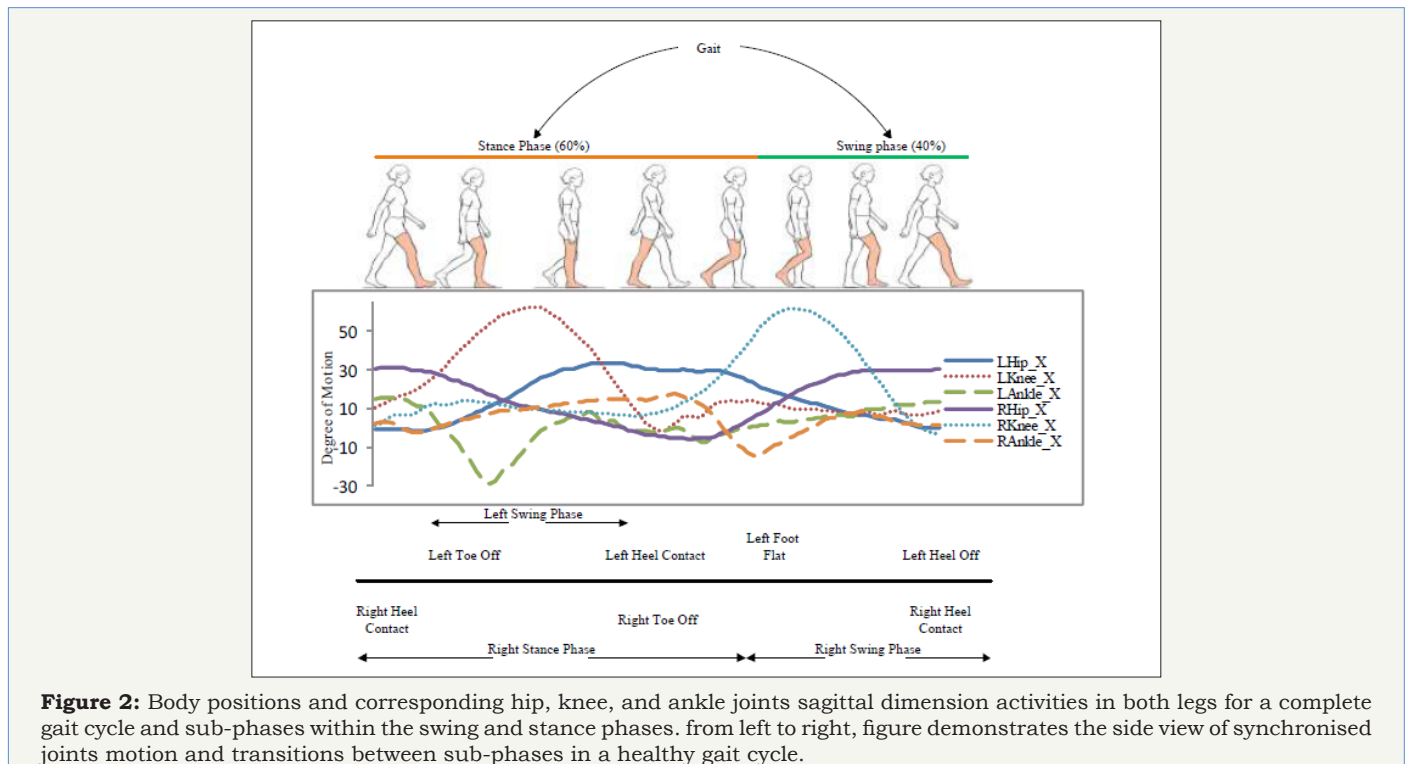 Gait
Stance Phase (60%)
Swing phase (40%)
Degree of Motion
50
30
10
-10
-30
LHip_X
LKnee_X
LAnkle_X
RHip_X
RKnee_X
RAnkle_X
Left Swing Phase
Left Toe Off
Left Heel Contact
Left Foot
Flat
Left Heel Off
Right Heel
Contact
Right Toe Off
Right Heel
Contact
Right Stance Phase
Right Swing Phase
Figure 2: Body positions and corresponding hip, knee, and ankle joints sagittal dimension activities in both legs for a complete
gait cycle and sub-phases within the swing and stance phases. from left to right, figure demonstrates the side view of synchronised
joints motion and transitions between sub-phases in a healthy gait cycle.